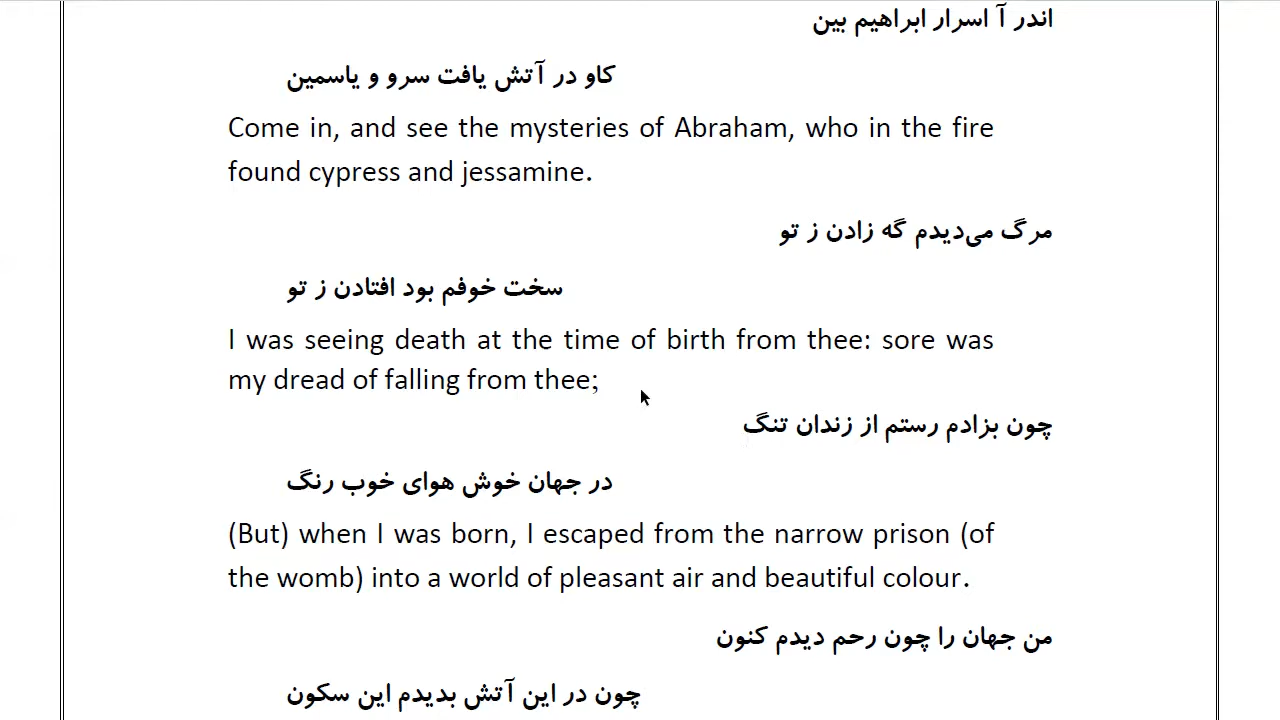 اندر آ اسرار ابراهیم بین
کاو در آتش یافت سرو و یاسمین
Come in, and see the mysteries of Abraham, who in the fire
found cypress and jessamine.
مرگ می‌دیدم گه زادن ز تو
سخت خوفم بود افتادن ز تو
I was seeing death at the time of birth from thee: sore was
my dread of falling from thee;
چون بزادم رستم از زندان تنگ
در جهان خوش هوای خوب رنگ
(But) when I was born, I escaped from the narrow prison (of
the womb) into a world of pleasant air and beautiful colour.
من جهان را چون رحم دیدم کنون
چون در این آتش بدیدم این سکون